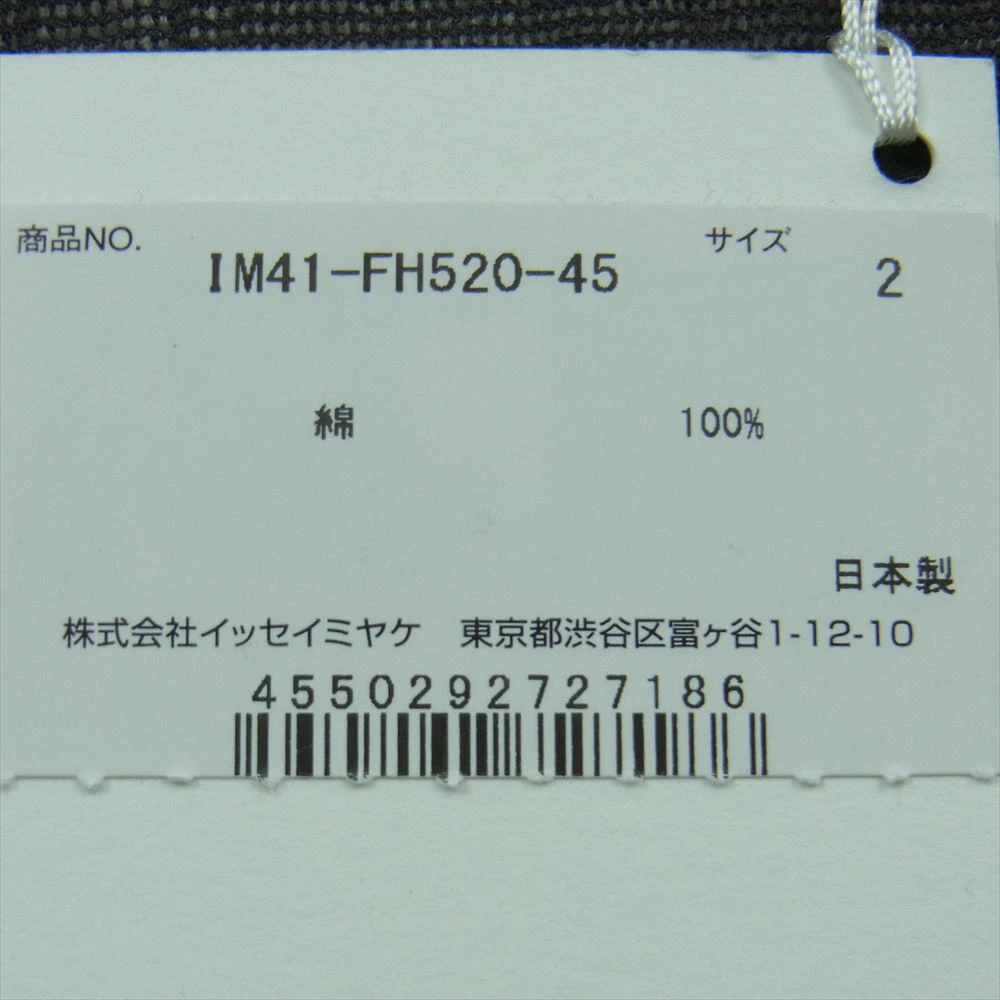 商品NO. IM41-FH520-45 サイズ 2
綿 100%
日本製
株式会社イッセイミヤケ 東京都渋谷区富ヶ谷1-12-10
4550292727186